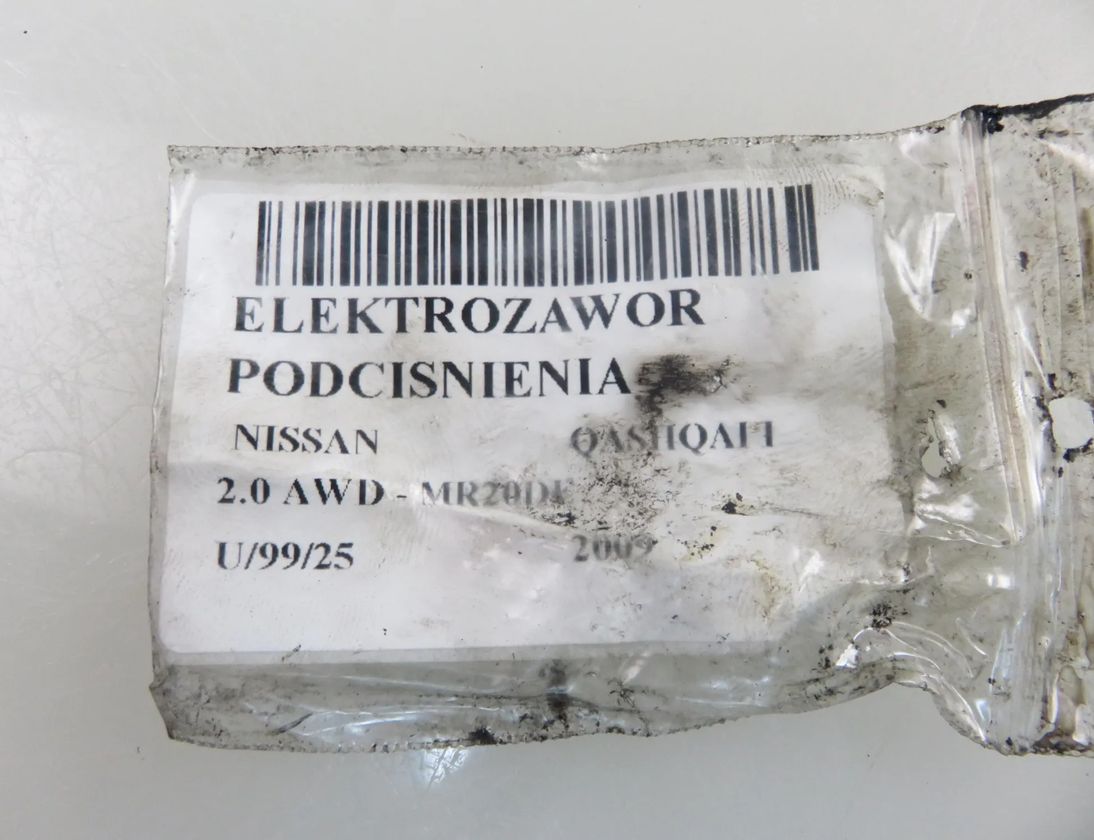 ELEKTROZAWOR
PODCISNIENIA
NISSAN QASHQAI I
2.0 AWD - MR20DE
U/99/25 2009